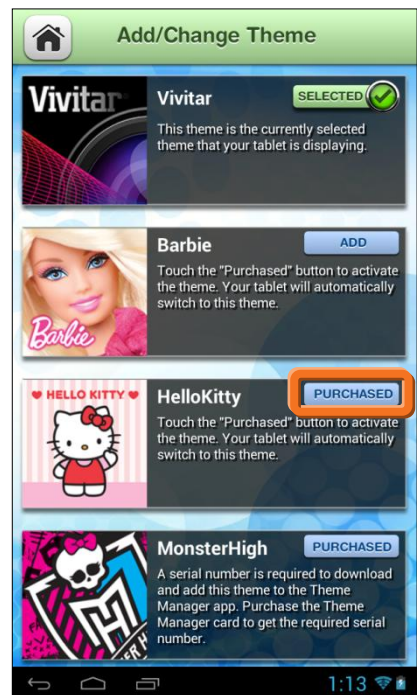 Add/Change Theme
Vivitar
Vivitar
SELECTED
This theme is the currently selected
theme that your tablet is displaying.
Barbie
Barbie
ADD
Touch the "Purchased" button to activate
the theme. Your tablet will automatically
switch to this theme.
HELLO KITTY
HelloKitty
PURCHASED
Touch the "Purchased" button to activate
the theme. Your tablet will automatically
switch to this theme.
MonsterHigh
PURCHASED
A serial number is required to download
and add this theme to the Theme
Manager app. Purchase the Theme
Manager card to get the required serial
number.
1:13